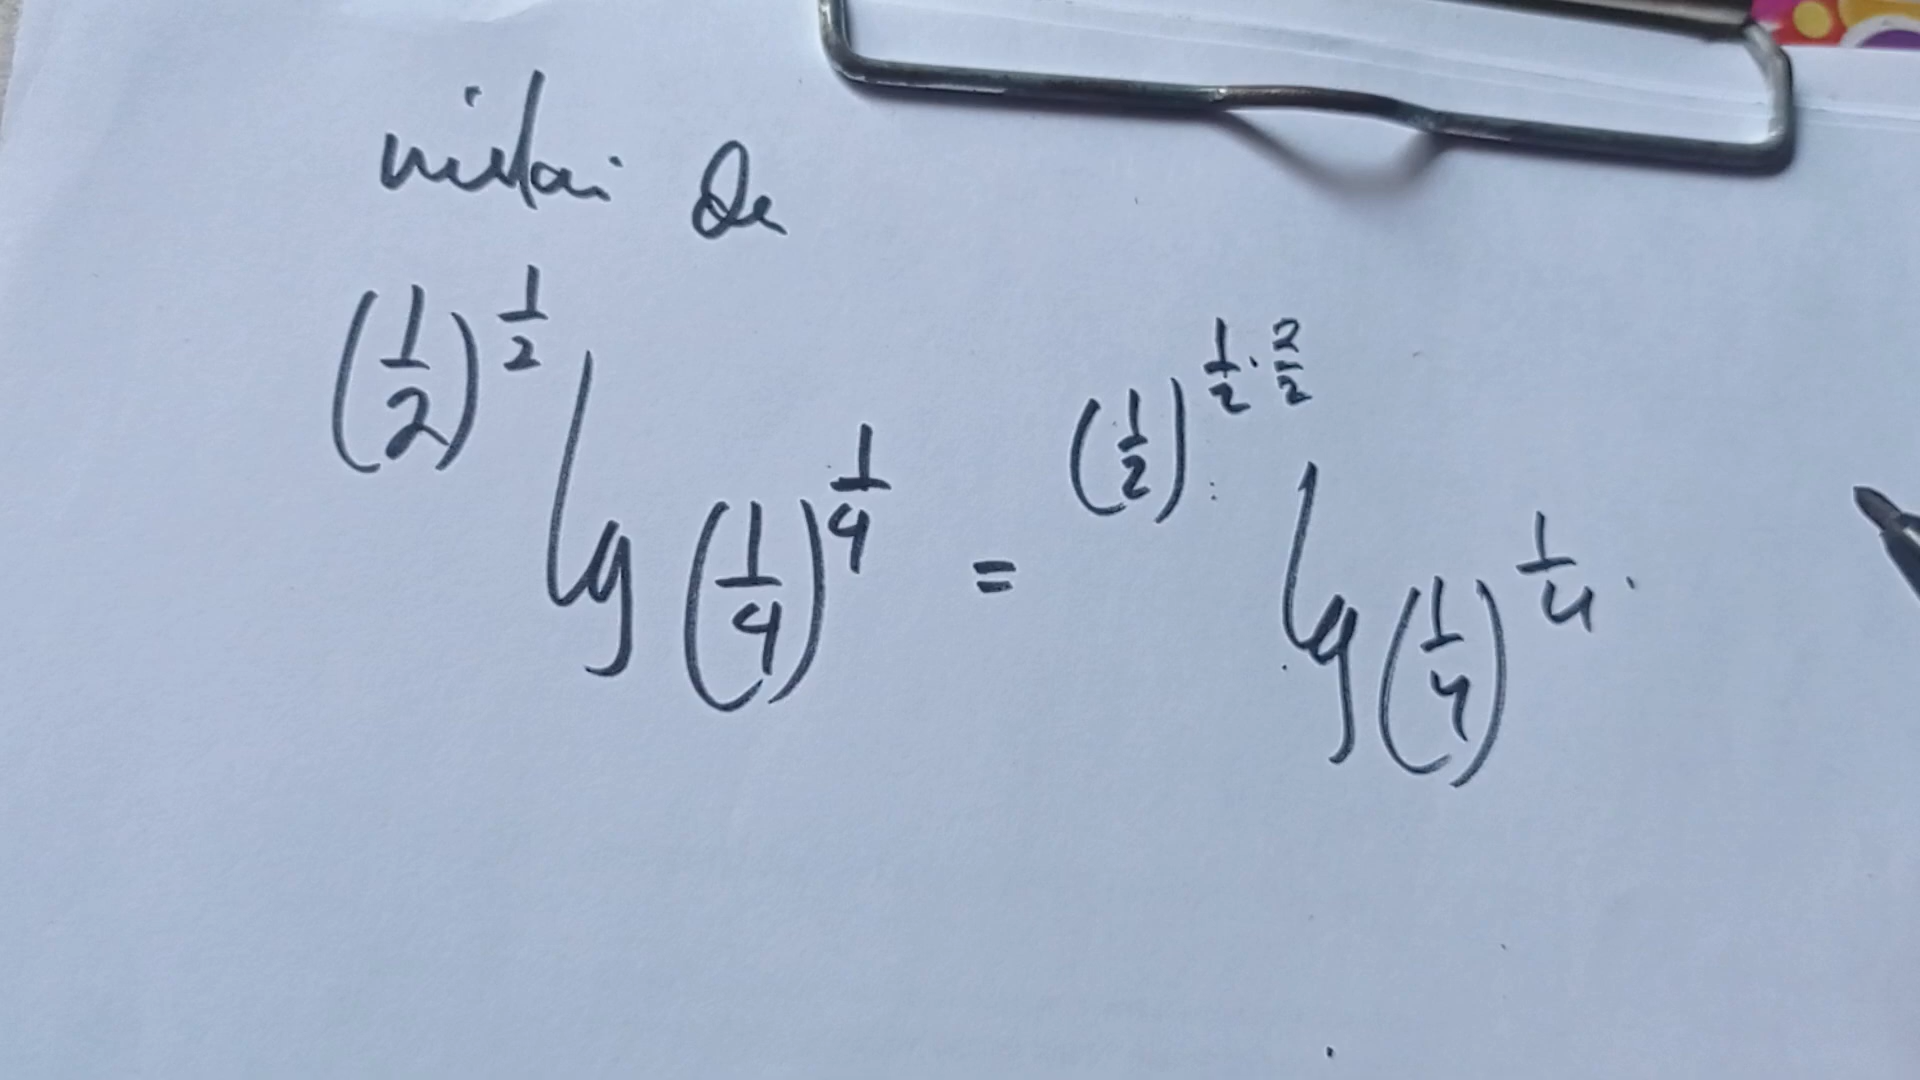 nilai De
(1/2)^(1/2) log (1/4)^(1/4) = (1/2)^(1/2 · 2/2) log (1/4)^(1/4)